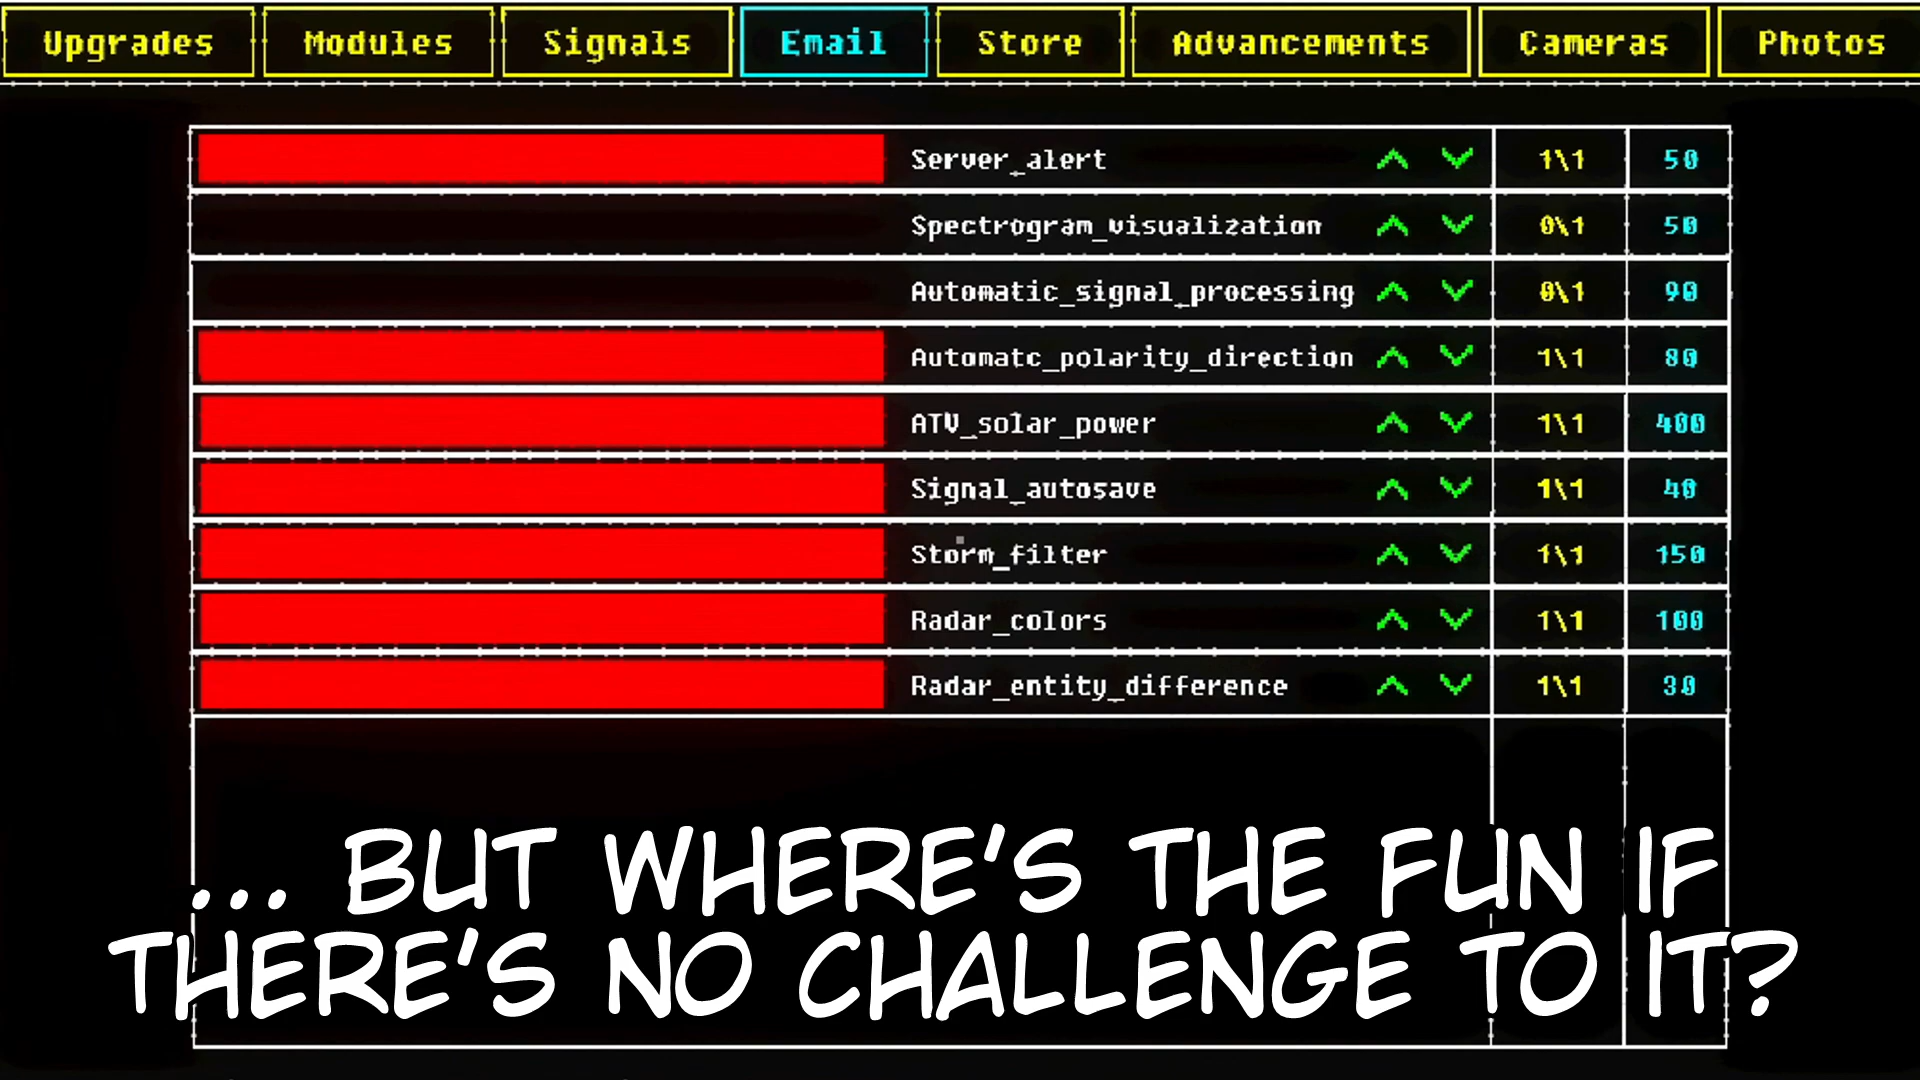 Upgrades Modules Signals Email Store Advancements Cameras Photos
Server_alert 1\1 50
Spectrogram_visualization 0\1 50
Automatic_signal_processing 0\1 90
Automatc_polarity_direction 1\1 80
ATV_solar_power 1\1 400
Signal_autosave 1\1 40
Storm_filter 1\1 150
Radar_colors 1\1 100
Radar_entity_difference 1\1 30
... BUT WHERE'S THE FUN IF
THERE'S NO CHALLENGE TO IT?